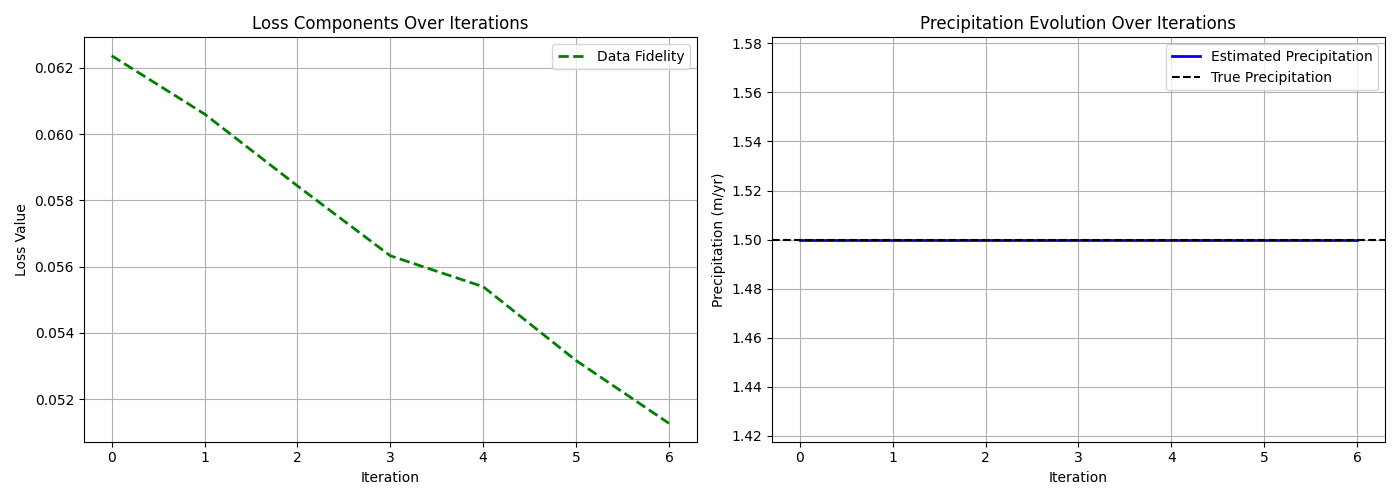 Loss Components Over Iterations
Data Fidelity
0.062
0.060
0.058
0.056
0.054
0.052
Loss Value
0 1 2 3 4 5 6
Iteration
Precipitation Evolution Over Iterations
Estimated Precipitation
True Precipitation
1.58
1.56
1.54
1.52
1.50
1.48
1.46
1.44
1.42
Precipitation (m/yr)
0 1 2 3 4 5 6
Iteration